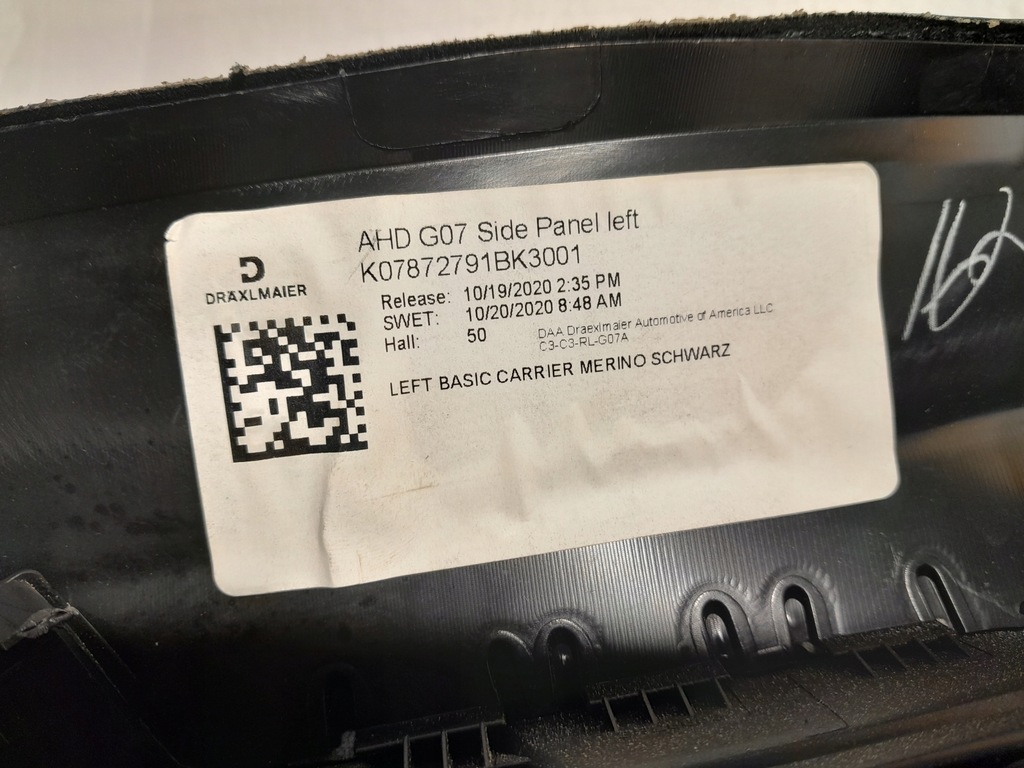 DRÄXLMAIER
AHD G07 Side Panel left
K07872791BK3001
Release: 10/19/2020 2:35 PM
SWET: 10/20/2020 8:48 AM
Hall: 50 DAA Draexlmaier Automotive of America LLC
C3-C3-RL-G07A
LEFT BASIC CARRIER MERINO SCHWARZ
162